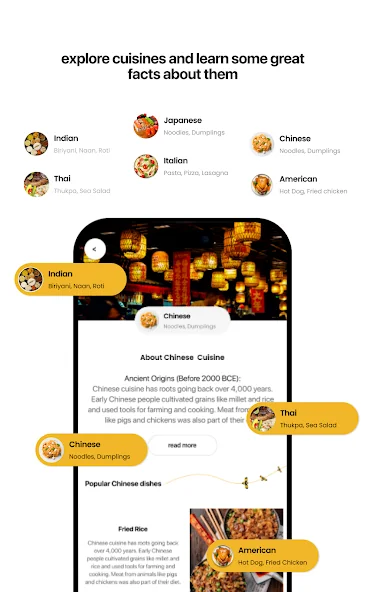 explore cuisines and learn some great
facts about them
Japanese
Noodles, Dumplings
Indian
Biriyani, Naan, Roti
Chinese
Noodles, Dumplings
Italian
Pasta, Pizza, Lasagna
Thai
Thukpa, Sea Salad
American
Hot Dog, Fried chicken
<
Indian
Biriyani, Naan, Roti
Chinese
Noodles, Dumplings
About Chinese Cuisine
Ancient Origins (Before 2000 BCE):
Chinese cuisine has roots going back over 4,000 years.
Early Chinese people cultivated grains like millet and rice
and used tools for farming and cooking. Meat from
like pigs and chickens was also part of their
Thai
Thukpa, Sea Salad
Chinese
Noodles, Dumplings
read more
Popular Chinese dishes
Fried Rice
Chinese cuisine has roots going back
over 4,000 years. Early Chinese
people cultivated grains like millet
and rice and used tools for farming
and cooking. Meat from animals like pigs
and chickens was also part of their diet.
American
Hot Dog, Fried Chicken